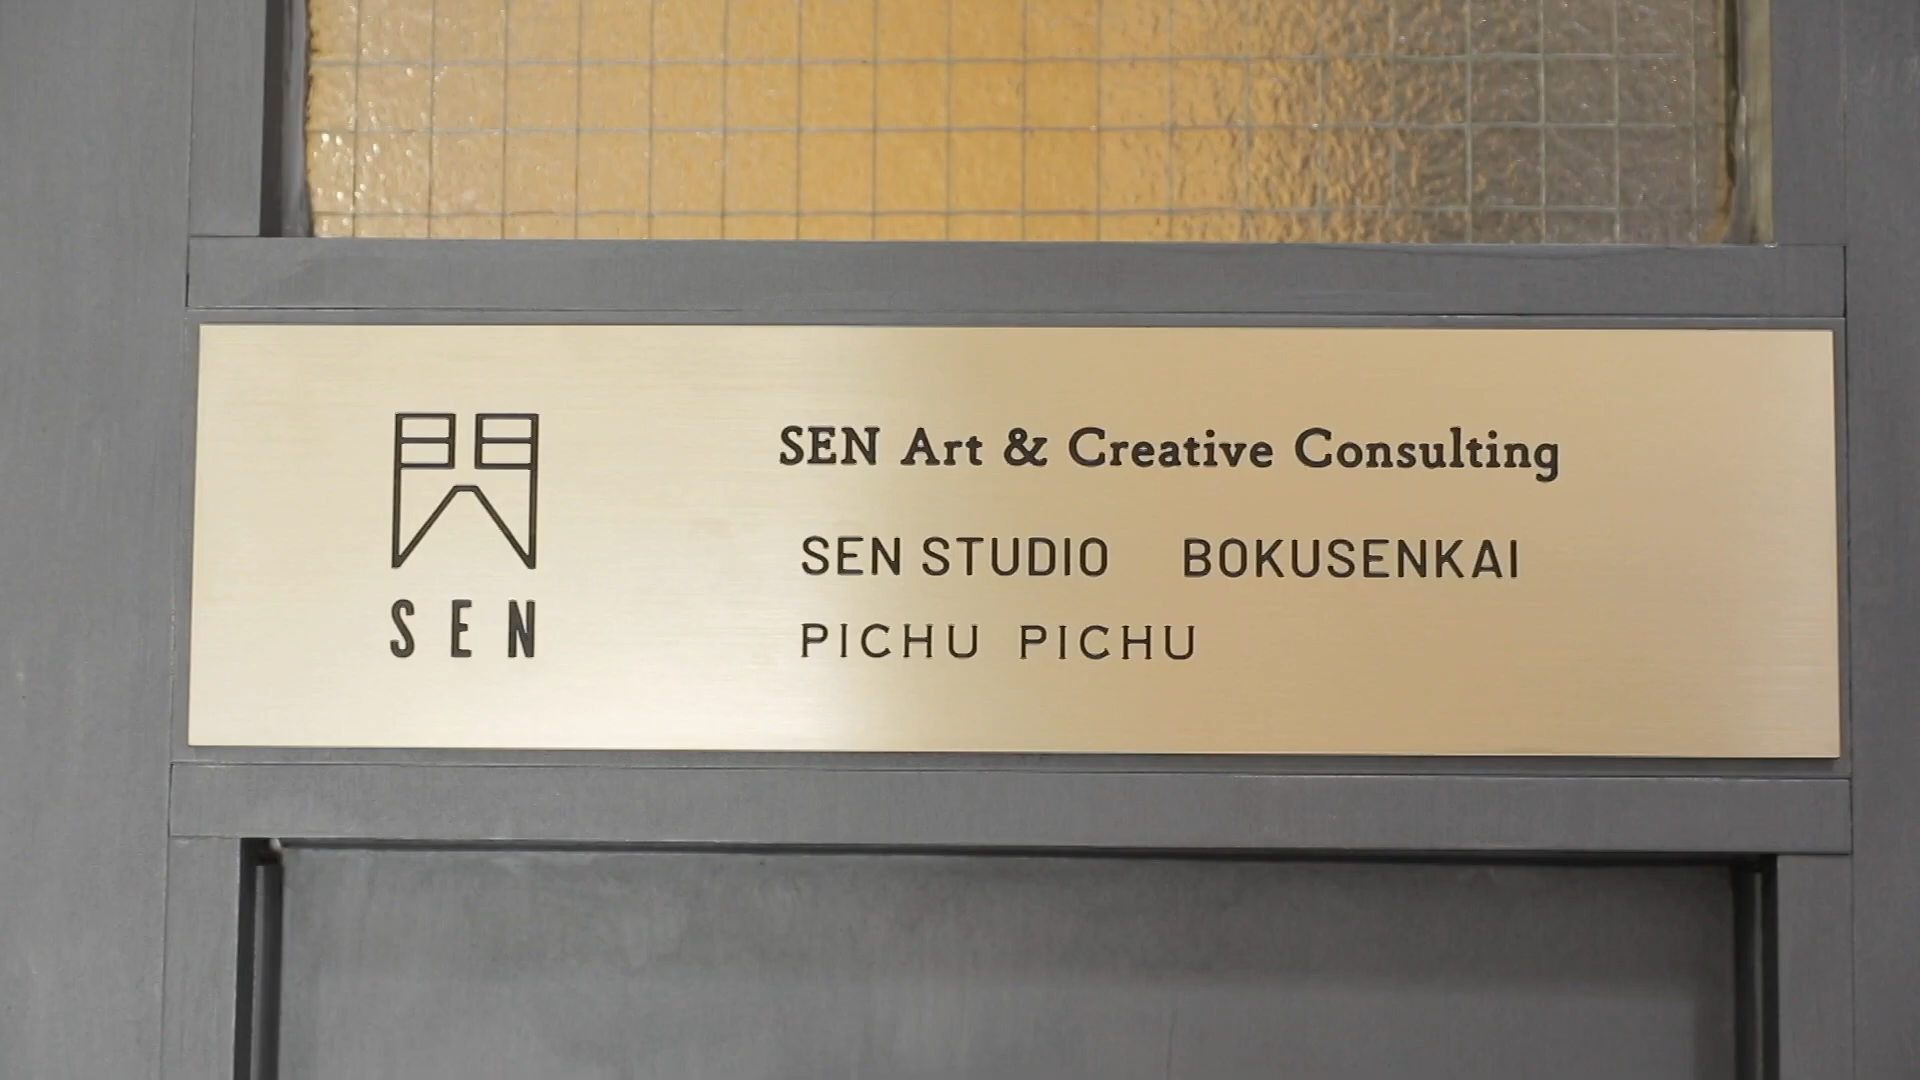 SEN
SEN Art & Creative Consulting
SEN STUDIO BOKUSENKAI
PICHU PICHU